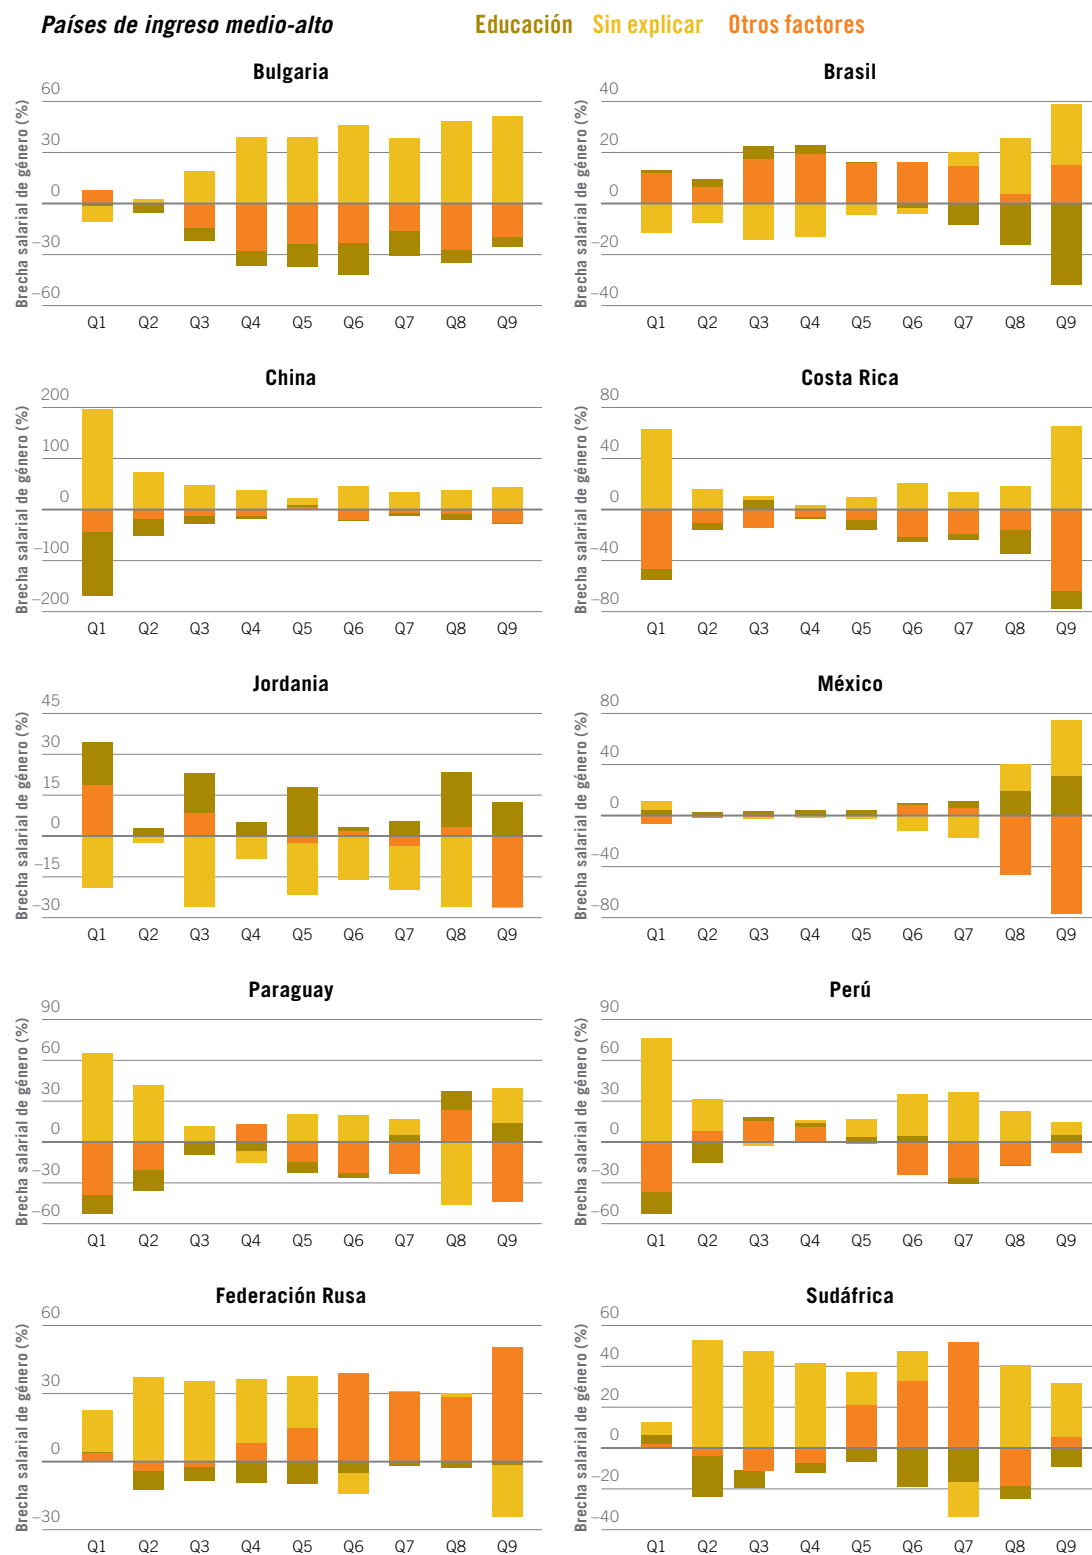 Países de ingreso medio-alto Educación Sin explicar Otros factores
Bulgaria
Brecha salarial de género (%)
60
30
0
−30
−60
Q1 Q2 Q3 Q4 Q5 Q6 Q7 Q8 Q9
Brasil
Brecha salarial de género (%)
40
20
0
−20
−40
Q1 Q2 Q3 Q4 Q5 Q6 Q7 Q8 Q9
China
Brecha salarial de género (%)
200
100
0
−100
−200
Q1 Q2 Q3 Q4 Q5 Q6 Q7 Q8 Q9
Costa Rica
Brecha salarial de género (%)
80
40
0
−40
−80
Q1 Q2 Q3 Q4 Q5 Q6 Q7 Q8 Q9
Jordania
Brecha salarial de género (%)
45
30
15
0
−15
−30
Q1 Q2 Q3 Q4 Q5 Q6 Q7 Q8 Q9
México
Brecha salarial de género (%)
80
40
0
−40
−80
Q1 Q2 Q3 Q4 Q5 Q6 Q7 Q8 Q9
Paraguay
Brecha salarial de género (%)
90
60
30
0
−30
−60
Q1 Q2 Q3 Q4 Q5 Q6 Q7 Q8 Q9
Perú
Brecha salarial de género (%)
90
60
30
0
−30
−60
Q1 Q2 Q3 Q4 Q5 Q6 Q7 Q8 Q9
Federación Rusa
Brecha salarial de género (%)
60
30
0
−30
Q1 Q2 Q3 Q4 Q5 Q6 Q7 Q8 Q9
Sudáfrica
Brecha salarial de género (%)
60
40
20
0
−20
−40
Q1 Q2 Q3 Q4 Q5 Q6 Q7 Q8 Q9